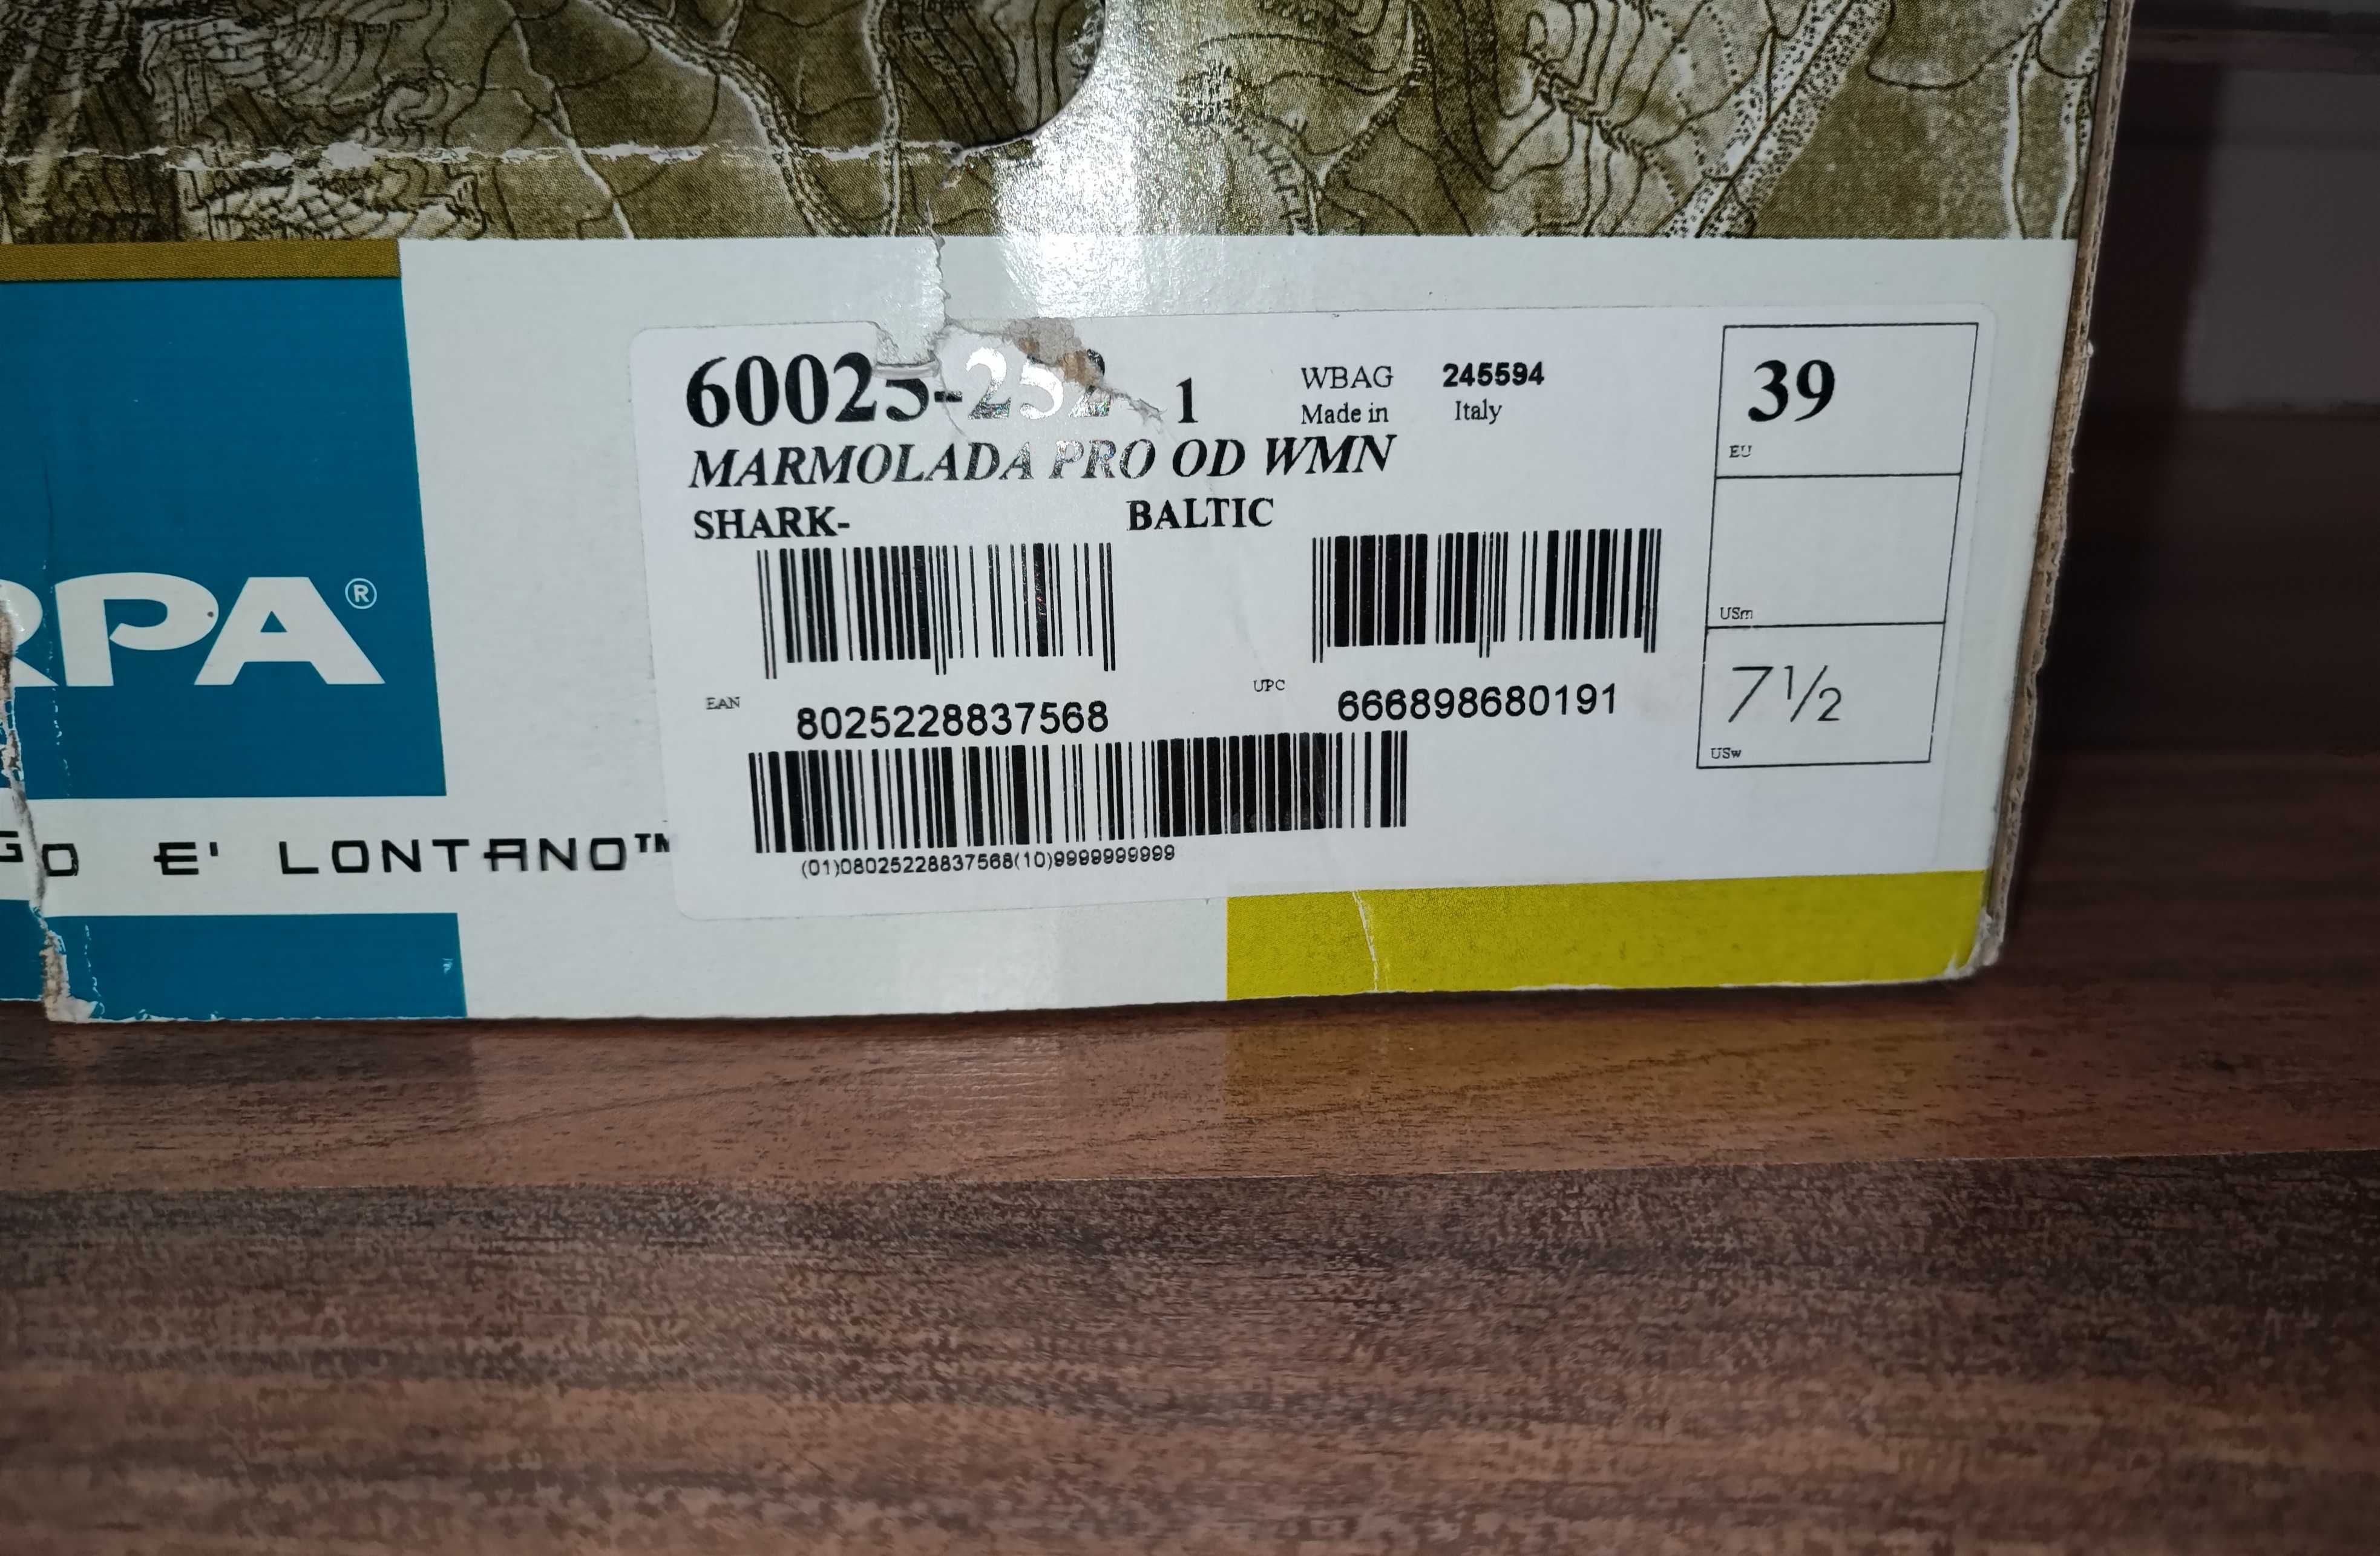 60025-252 1 WBAG 245594
Made in Italy
MARMOLADA PRO OD WMN
SHARK- BALTIC
39
EU
USm
7½
USw
EAN 8025228837568
UPC 666898680191
(01)08025228837568(10)9999999999
RPA®
GO E' LONTANO™